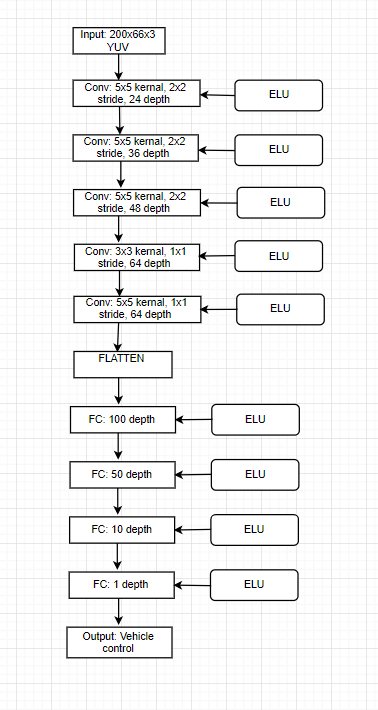 Input: 200x66x3
YUV
Conv: 5x5 kernal, 2x2
stride, 24 depth
ELU
Conv: 5x5 kernal, 2x2
stride, 36 depth
ELU
Conv: 5x5 kernal, 2x2
stride, 48 depth
ELU
Conv: 3x3 kernal, 1x1
stride, 64 depth
ELU
Conv: 5x5 kernal, 1x1
stride, 64 depth
ELU
FLATTEN
FC: 100 depth
ELU
FC: 50 depth
ELU
FC: 10 depth
ELU
FC: 1 depth
ELU
Output: Vehicle
control